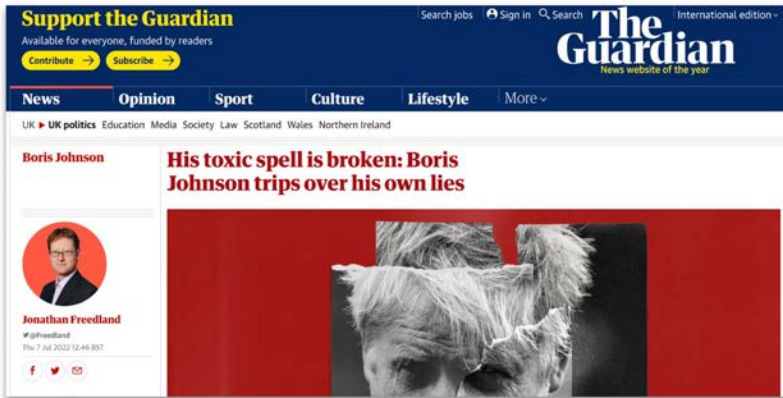 Support the Guardian
Available for everyone, funded by readers
Contribute →
Subscribe →
Search jobs
Sign in
Search
International edition
The
Guardian
News website of the year
News
Opinion
Sport
Culture
Lifestyle
More
UK ▸ UK politics Education Media Society Law Scotland Wales Northern Ireland
Boris Johnson
His toxic spell is broken: Boris
Johnson trips over his own lies
Jonathan Freedland
@Freedland
Thu 7 Jul 2022 12.46 BST